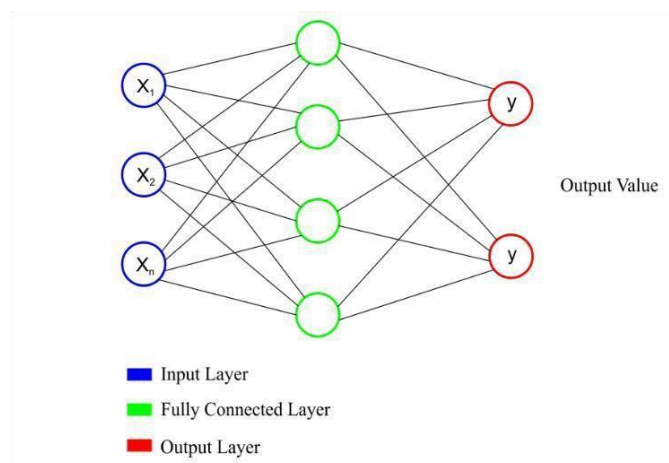 X1
X2
Xn
y
y
Output Value
Input Layer
Fully Connected Layer
Output Layer